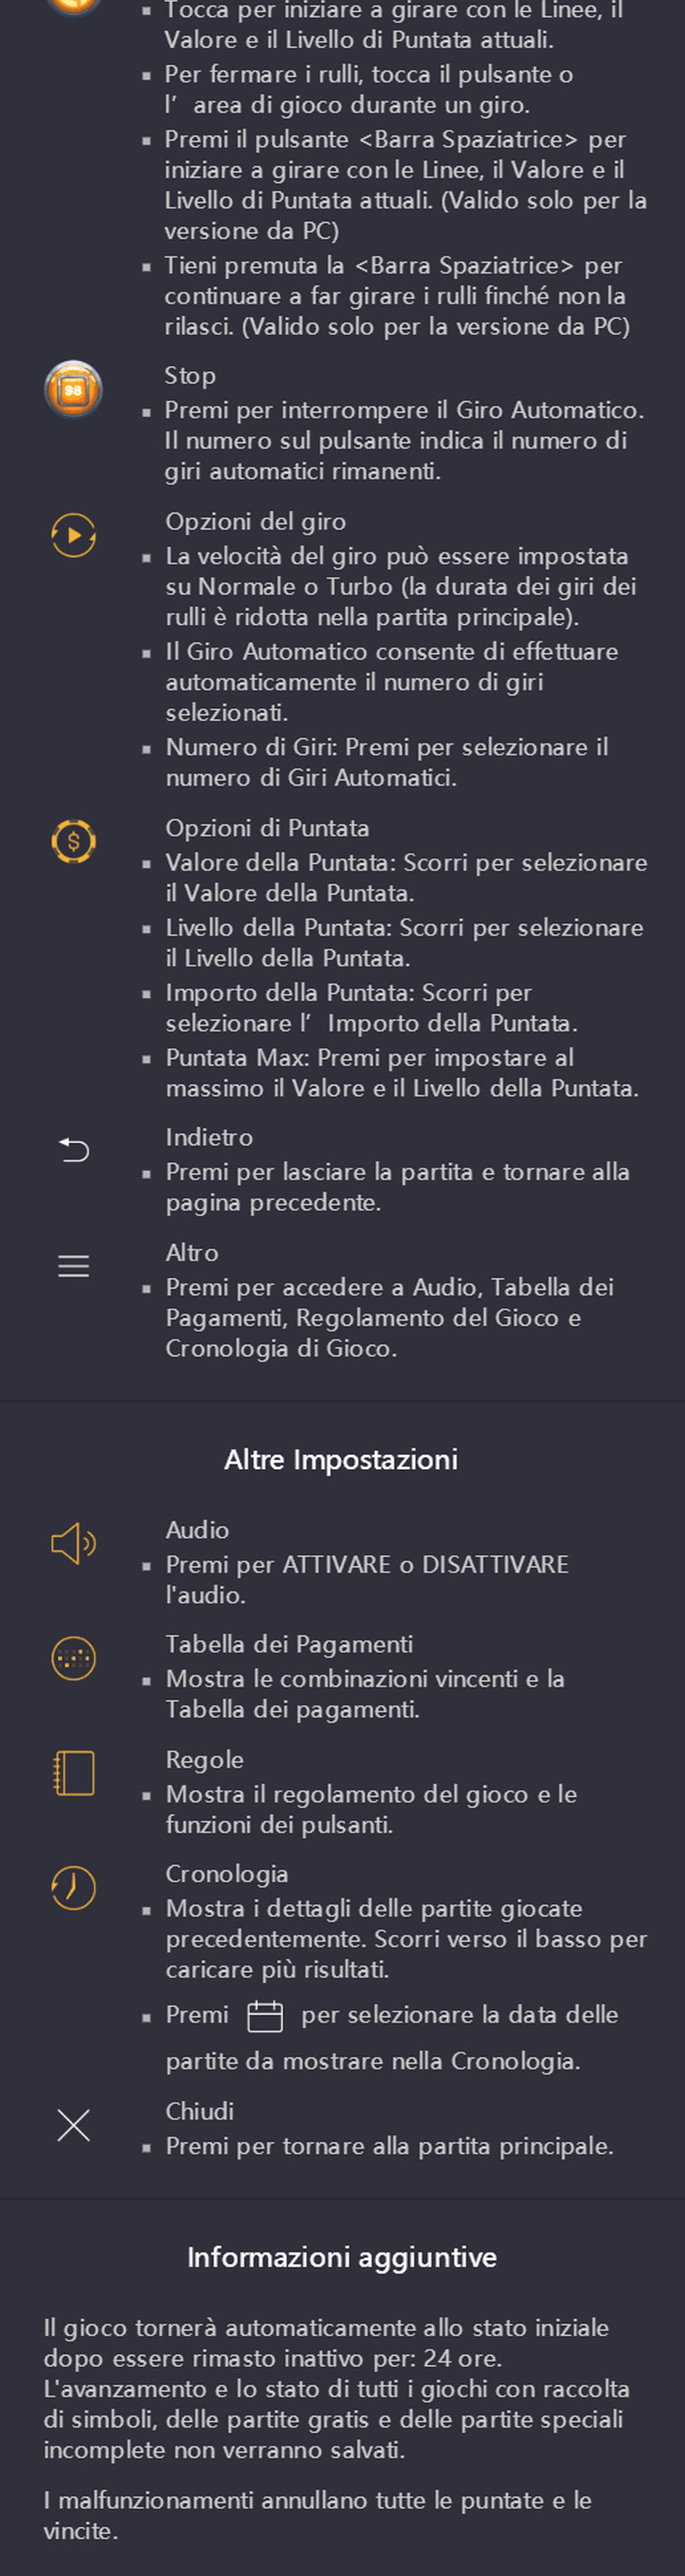 Tocca per iniziare a girare con le Linee, il
Valore e il Livello di Puntata attuali.
Per fermare i rulli, tocca il pulsante o
l’ area di gioco durante un giro.
Premi il pulsante <Barra Spaziatrice> per
iniziare a girare con le Linee, il Valore e il
Livello di Puntata attuali. (Valido solo per la
versione da PC)
Tieni premuta la <Barra Spaziatrice> per
continuare a far girare i rulli finché non la
rilasci. (Valido solo per la versione da PC)
98
Stop
Premi per interrompere il Giro Automatico.
Il numero sul pulsante indica il numero di
giri automatici rimanenti.
Opzioni del giro
La velocità del giro può essere impostata
su Normale o Turbo (la durata dei giri dei
rulli è ridotta nella partita principale).
Il Giro Automatico consente di effettuare
automaticamente il numero di giri
selezionati.
Numero di Giri: Premi per selezionare il
numero di Giri Automatici.
$
Opzioni di Puntata
Valore della Puntata: Scorri per selezionare
il Valore della Puntata.
Livello della Puntata: Scorri per selezionare
il Livello della Puntata.
Importo della Puntata: Scorri per
selezionare l’ Importo della Puntata.
Puntata Max: Premi per impostare al
massimo il Valore e il Livello della Puntata.
Indietro
Premi per lasciare la partita e tornare alla
pagina precedente.
Altro
Premi per accedere a Audio, Tabella dei
Pagamenti, Regolamento del Gioco e
Cronologia di Gioco.
Altre Impostazioni
Audio
Premi per ATTIVARE o DISATTIVARE
l'audio.
Tabella dei Pagamenti
Mostra le combinazioni vincenti e la
Tabella dei pagamenti.
Regole
Mostra il regolamento del gioco e le
funzioni dei pulsanti.
Cronologia
Mostra i dettagli delle partite giocate
precedentemente. Scorri verso il basso per
caricare più risultati.
Premi per selezionare la data delle
partite da mostrare nella Cronologia.
Chiudi
Premi per tornare alla partita principale.
Informazioni aggiuntive
Il gioco tornerà automaticamente allo stato iniziale
dopo essere rimasto inattivo per: 24 ore.
L'avanzamento e lo stato di tutti i giochi con raccolta
di simboli, delle partite gratis e delle partite speciali
incomplete non verranno salvati.
I malfunzionamenti annullano tutte le puntate e le
vincite.